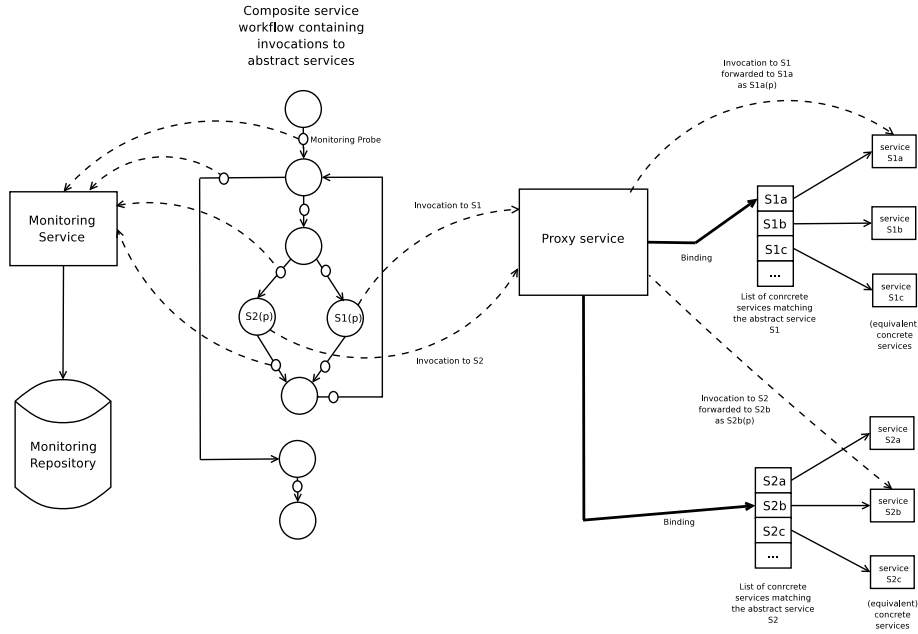 Composite service
workflow containing
invocations to
abstract services
Monitoring Probe
Monitoring
Service
Monitoring
Repository
S2(p)
S1(p)
Invocation to S1
Invocation to S2
Proxy service
Binding
Invocation to S1
forwarded to S1a
as S1a(p)
S1a
S1b
S1c
...
List of conrcrete
services matching
the abstract service
S1
service
S1a
service
S1b
service
S1c
(equivalent)
concrete
services
Invocation to S2
forwarded to S2b
as S2b(p)
Binding
S2a
S2b
S2c
...
List of conrcrete
services matching
the abstract service
S2
service
S2a
service
S2b
service
S2c
(equivalent)
concrete
services